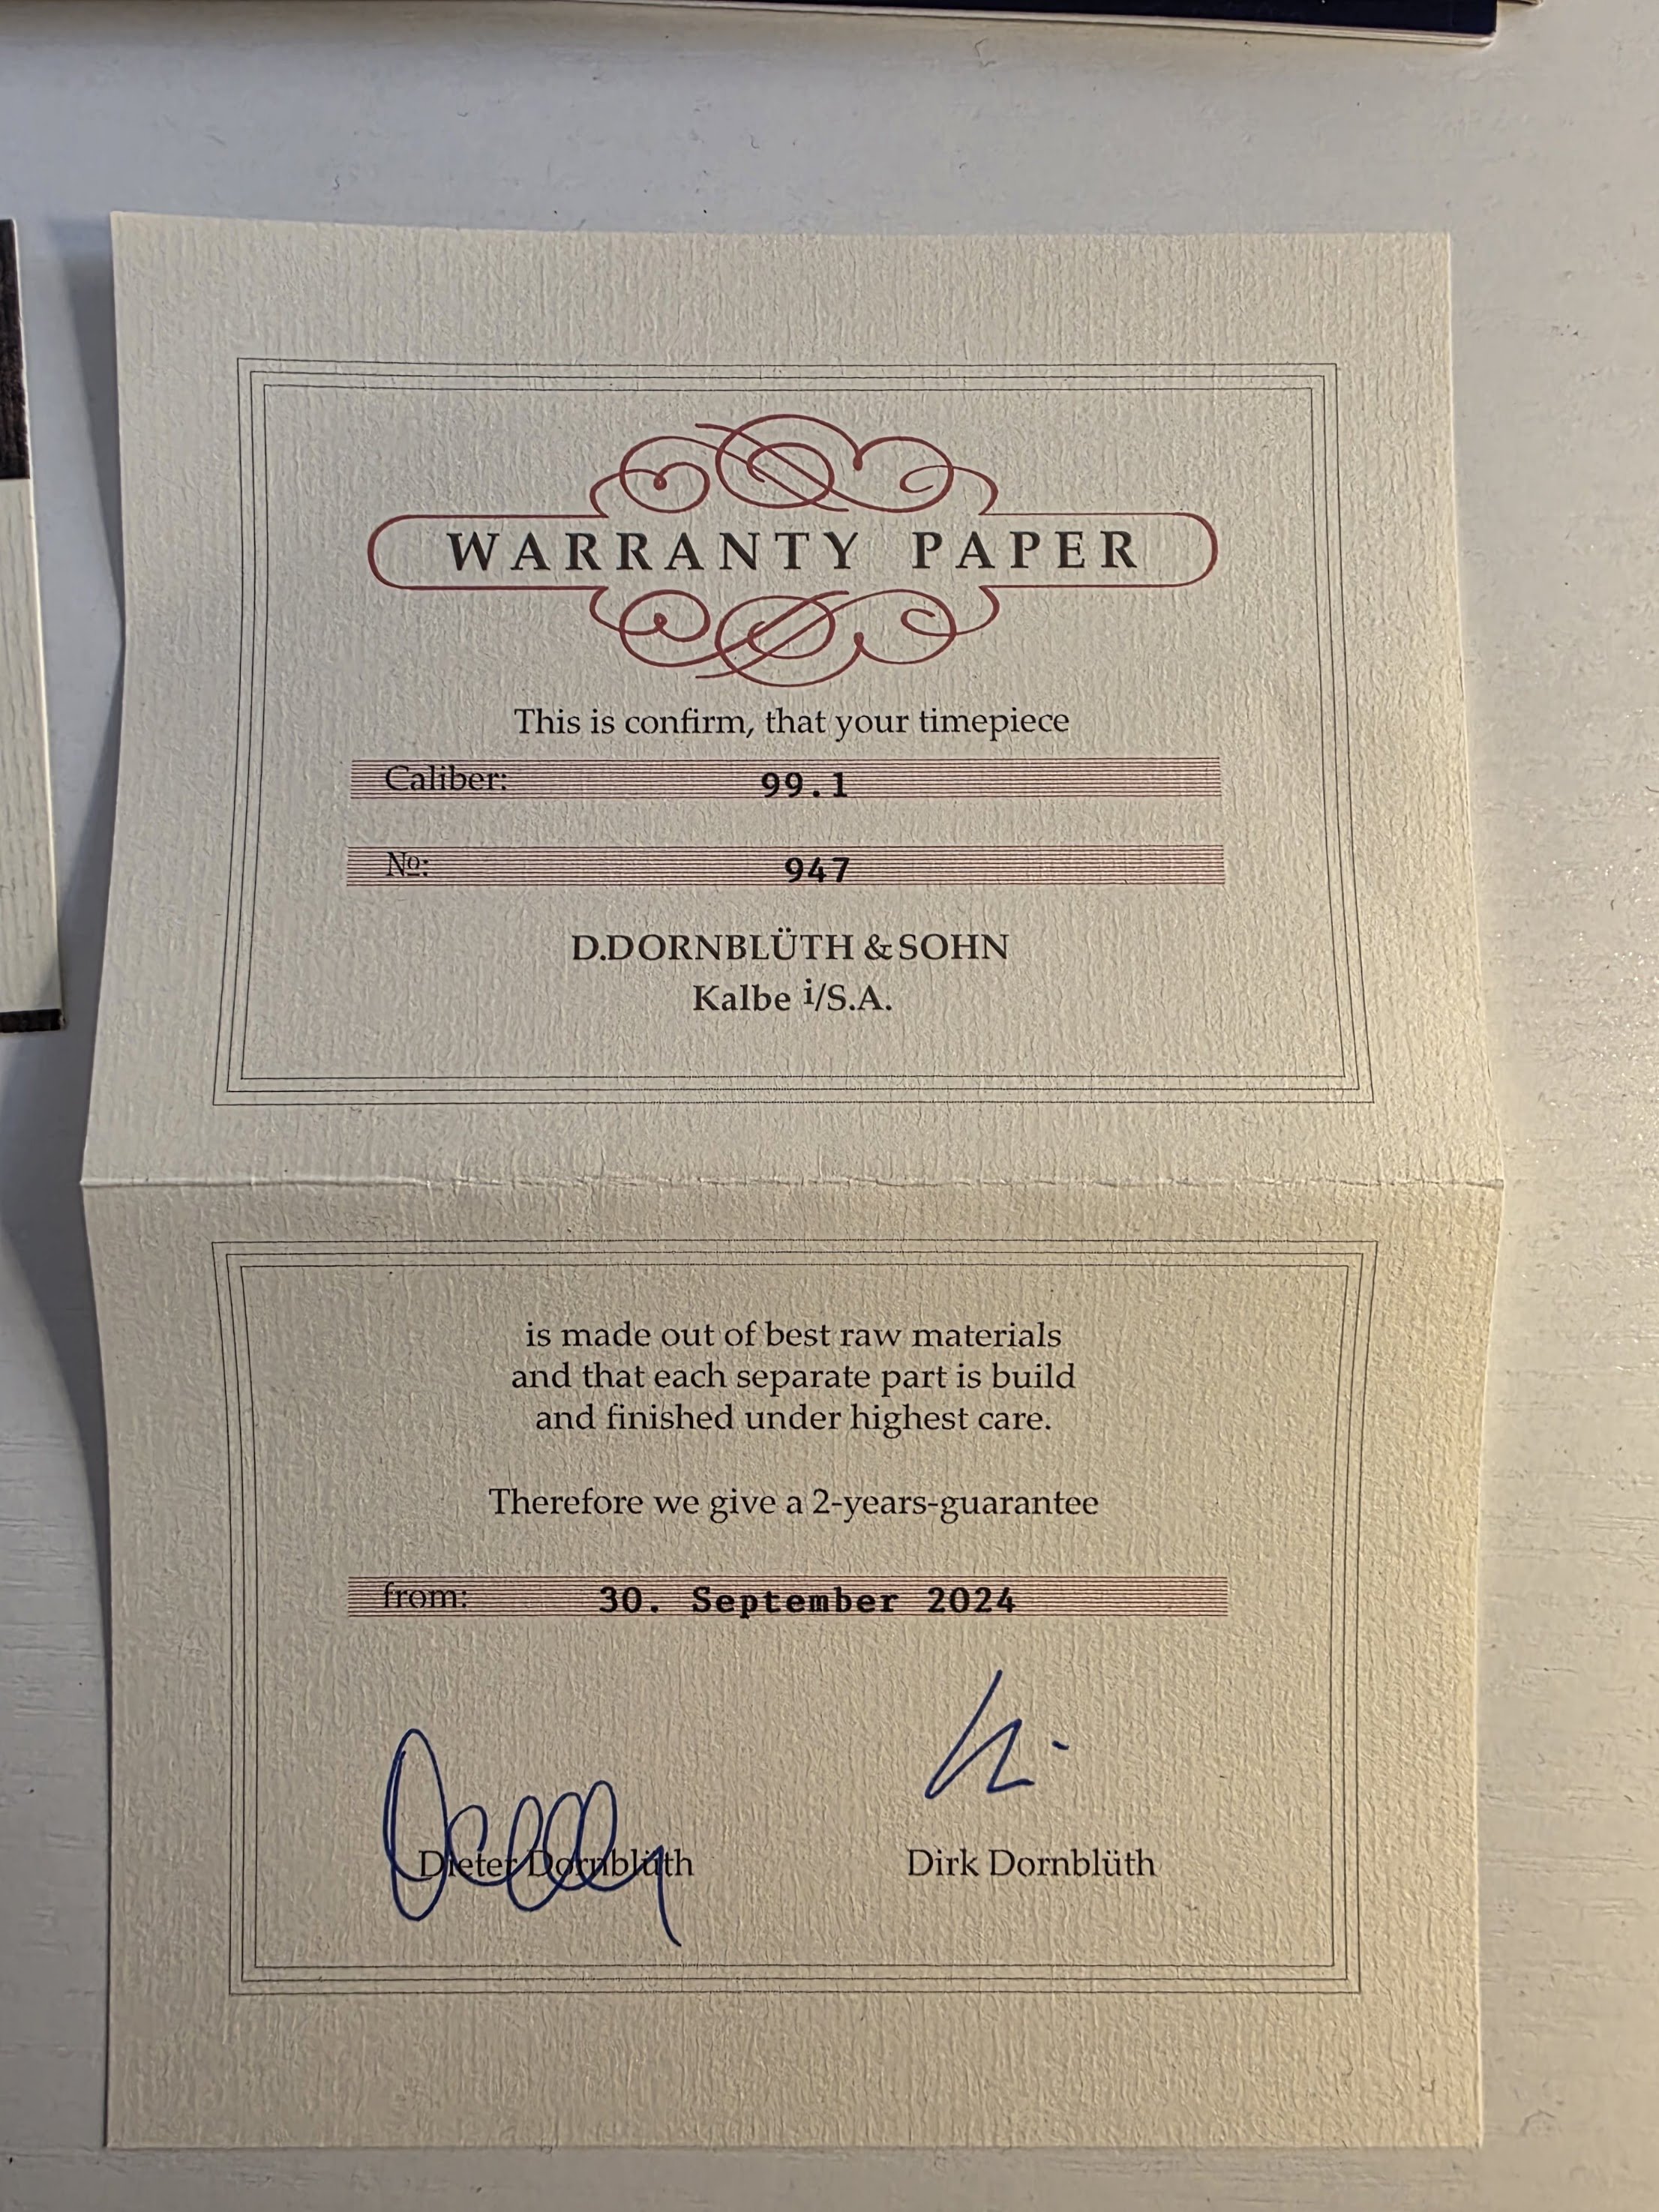 WARRANTY PAPER
This is confirm, that your timepiece
Caliber: 99.1
№: 947
D.DORNBLÜTH & SOHN
Kalbe i/S.A.
is made out of best raw materials
and that each separate part is build
and finished under highest care.
Therefore we give a 2-years-guarantee
from: 30. September 2024
Dieter Dornblüth Dirk Dornblüth